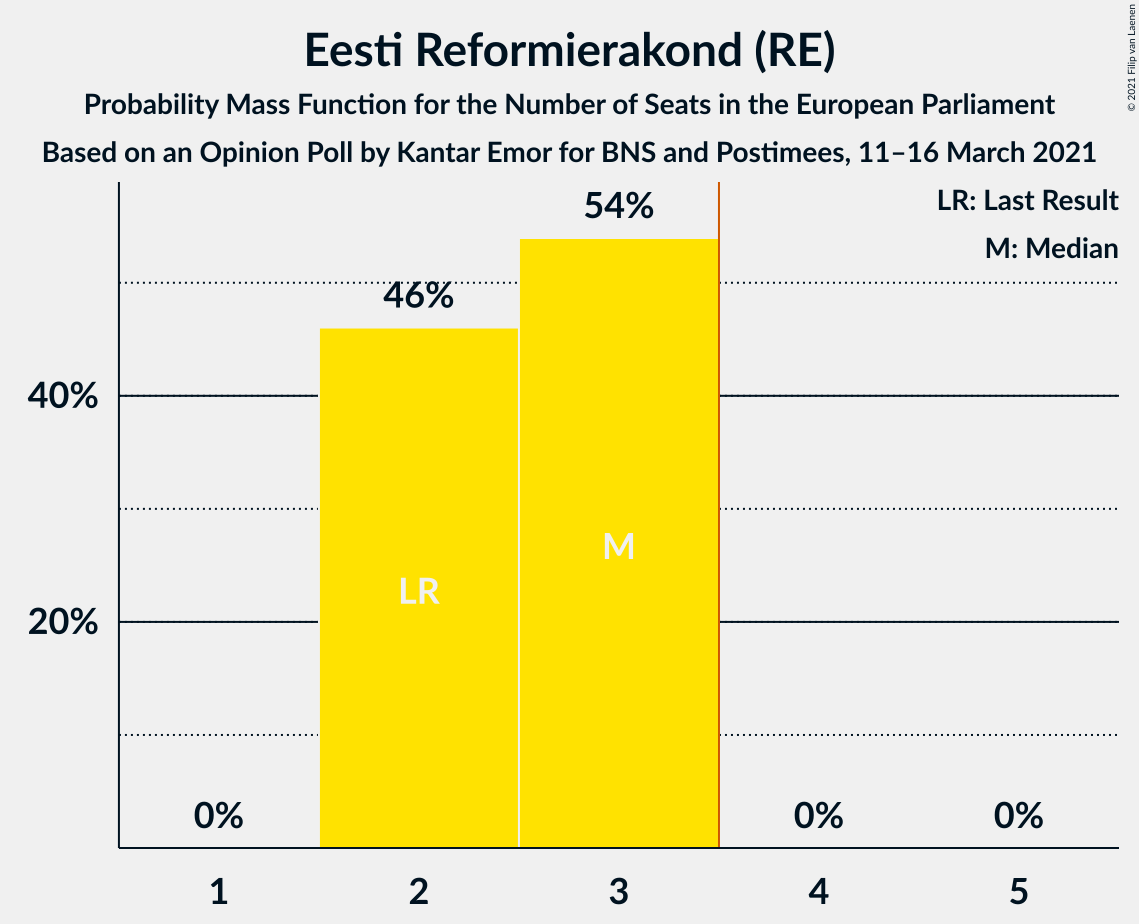 Eesti Reformierakond (RE)
Probability Mass Function for the Number of Seats in the European Parliament
Based on an Opinion Poll by Kantar Emor for BNS and Postimees, 11–16 March 2021
© 2021 Filip van Laenen
LR: Last Result
M: Median
54%
46%
40%
20%
M
LR
0%
0%
0%
1
2
3
4
5